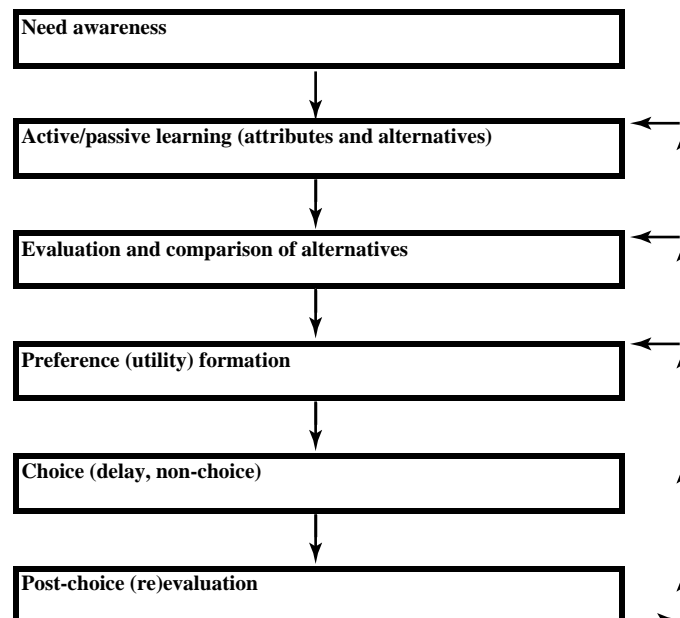 Need awareness
Active/passive learning (attributes and alternatives)
Evaluation and comparison of alternatives
Preference (utility) formation
Choice (delay, non-choice)
Post-choice (re)evaluation